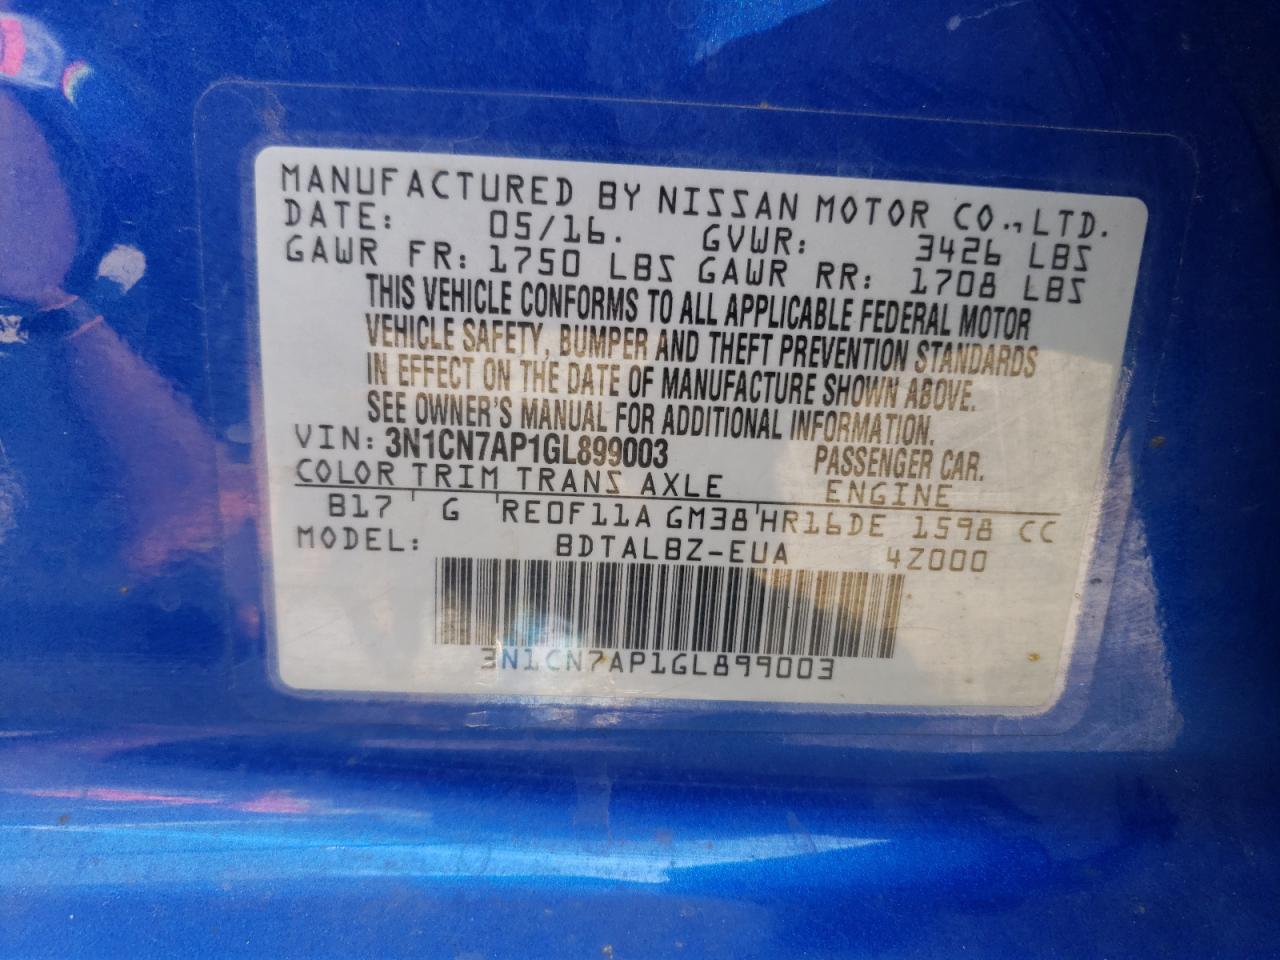 MANUFACTURED BY NISSAN MOTOR CO., LTD.
DATE: 05/16. GVWR: 3426 LBS
GAWR FR: 1750 LBS GAWR RR: 1708 LBS
THIS VEHICLE CONFORMS TO ALL APPLICABLE FEDERAL MOTOR
VEHICLE SAFETY, BUMPER AND THEFT PREVENTION STANDARDS
IN EFFECT ON THE DATE OF MANUFACTURE SHOWN ABOVE.
SEE OWNER'S MANUAL FOR ADDITIONAL INFORMATION.
VIN: 3N1CN7AP1GL899003 PASSENGER CAR.
COLOR TRIM TRANS AXLE ENGINE
B17 G RE0F11A GM38 HR16DE 1598 CC
MODEL: BDTALBZ-EUA 4Z000
3N1CN7AP1GL899003